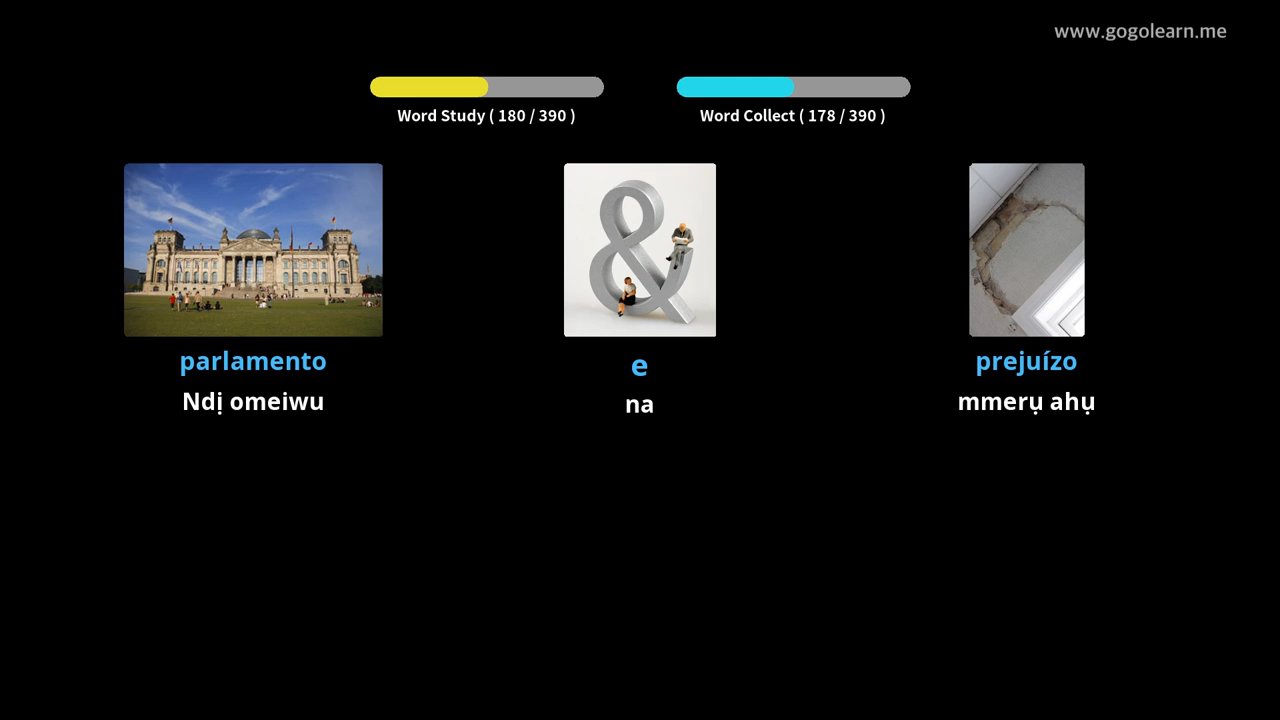 www.gogolearn.me
Word Study ( 180 / 390 )
Word Collect ( 178 / 390 )
parlamento
e
prejuízo
Ndị omeiwu
na
mmerụ ahụ